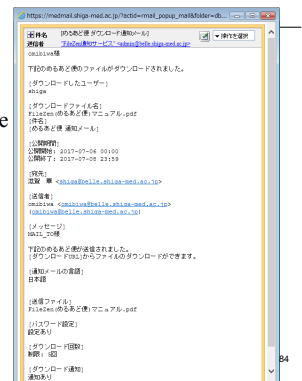 https://medmail.shiga-med.ac.jp/?actid=mail_popup_mail&folder=db...
件名 [めるあど便 ダウンロード通知メール]
▼操作を選択
送信者 "FileZen通知サービス" <admin@belle.shiga-med.ac.jp>
omibiwa様
下記のめるあど便のファイルがダウンロードされました。
[ダウンロードしたユーザー]
shiga
[ダウンロードファイル名]
FileZen(めるあど便)マニュアル.pdf
[件名]
[めるあど便 通知メール]
e
[公開期間]
公開開始: 2017-07-06 00:00
公開終了: 2017-07-08 23:59
[宛先]
滋賀 華 <shiga@belle.shiga-med.ac.jp>
[送信者]
omibiwa <omibiwa@belle.shiga-med.ac.jp>
(omibiwa@belle.shiga-med.ac.jp)
[メッセージ]
MAIL_TO様
下記のめるあど便が送信されました。
[ダウンロードURL]からファイルのダウンロードができます。
[通知メールの言語]
日本語
[送信ファイル]
FileZen(めるあど便)マニュアル.pdf
[パスワード設定]
設定あり
[ダウンロード回数]
制限: 5回
84
[ダウンロード通知]
通知あり